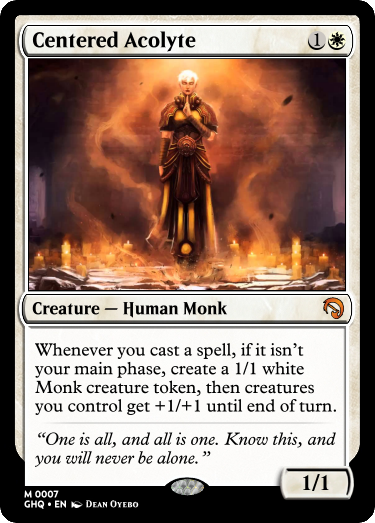 Centered Acolyte 1
Creature — Human Monk
Whenever you cast a spell, if it isn't
your main phase, create a 1/1 white
Monk creature token, then creatures
you control get +1/+1 until end of turn.
“One is all, and all is one. Know this, and
you will never be alone.”
1/1
M 0007
GHQ • EN DEAN OYEBO